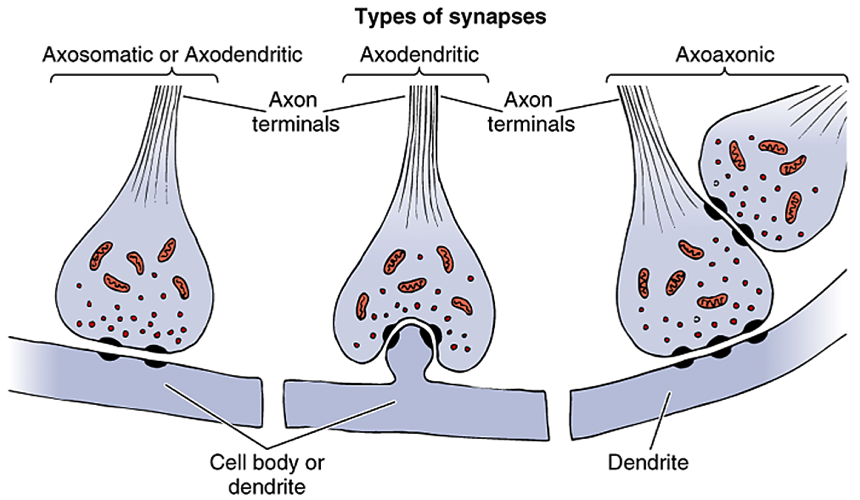 Types of synapses
Axosomatic or Axodendritic
Axodendritic
Axoaxonic
Axon
terminals
Axon
terminals
Cell body or
dendrite
Dendrite